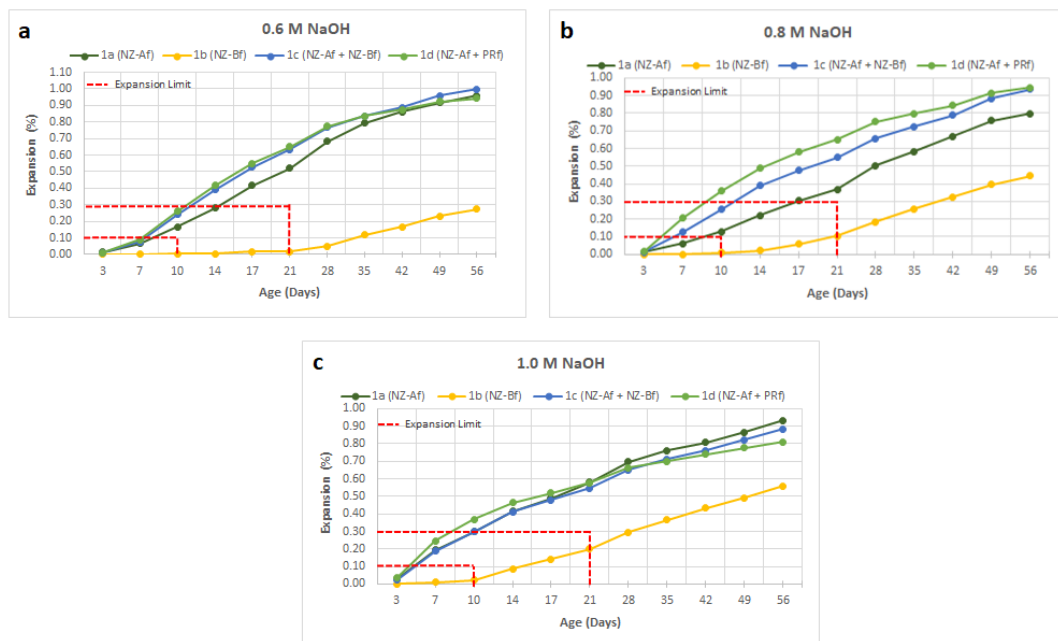 a
0.6 M NaOH
1a (NZ-Af) 1b (NZ-Bf) 1c (NZ-Af + NZ-Bf) 1d (NZ-Af + PRf)
1.10
1.00
0.90
0.80
0.70
0.60
0.50
0.40
0.30
0.20
0.10
0.00
Expansion Limit
Expansion (%)
3 7 10 14 17 21 28 35 42 49 56
Age (Days)
b
0.8 M NaOH
1a (NZ-Af) 1b (NZ-Bf) 1c (NZ-Af + NZ-Bf) 1d (NZ-Af + PRf)
1.00
0.90
0.80
0.70
0.60
0.50
0.40
0.30
0.20
0.10
0.00
Expansion Limit
Expansion (%)
3 7 10 14 17 21 28 35 42 49 56
Age (Days)
c
1.0 M NaOH
1a (NZ-Af) 1b (NZ-Bf) 1c (NZ-Af + NZ-Bf) 1d (NZ-Af + PRf)
1.00
0.90
0.80
0.70
0.60
0.50
0.40
0.30
0.20
0.10
0.00
Expansion Limit
Expansion (%)
3 7 10 14 17 21 28 35 42 49 56
Age (Days)